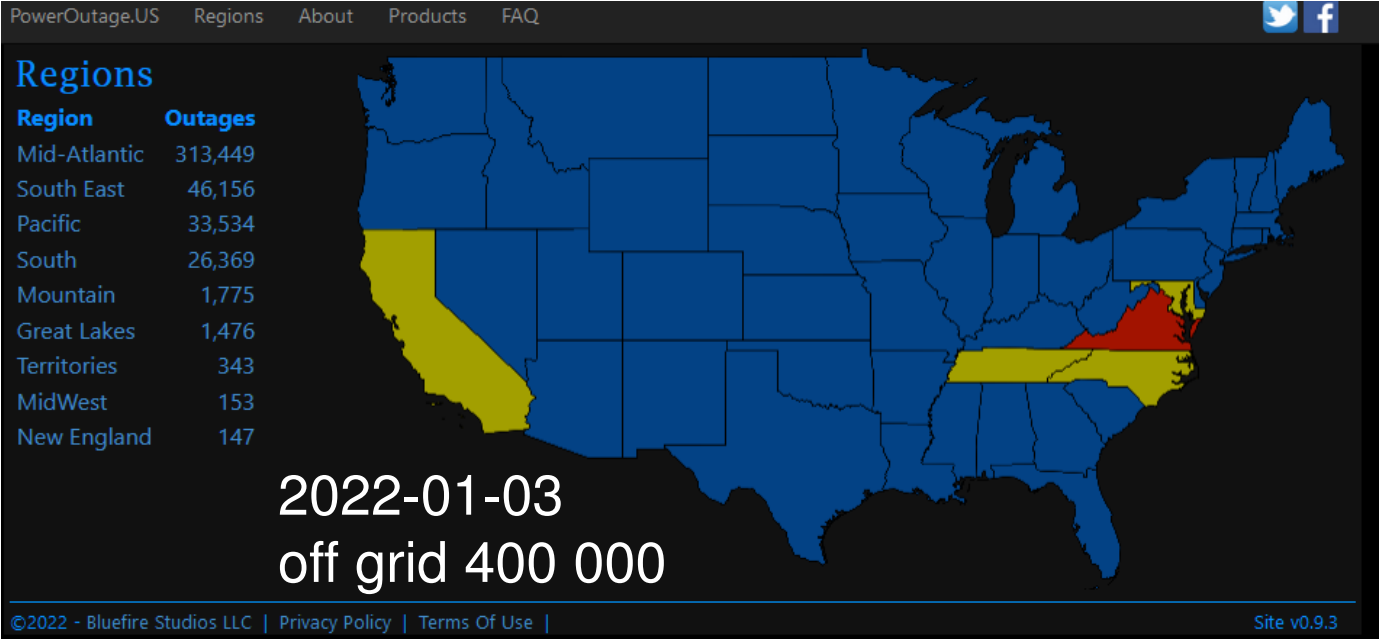 PowerOutage.US Regions About Products FAQ
Regions
Region Outages
Mid-Atlantic 313,449
South East 46,156
Pacific 33,534
South 26,369
Mountain 1,775
Great Lakes 1,476
Territories 343
MidWest 153
New England 147
2022-01-03
off grid 400 000
©2022 - Bluefire Studios LLC | Privacy Policy | Terms Of Use | Site v0.9.3